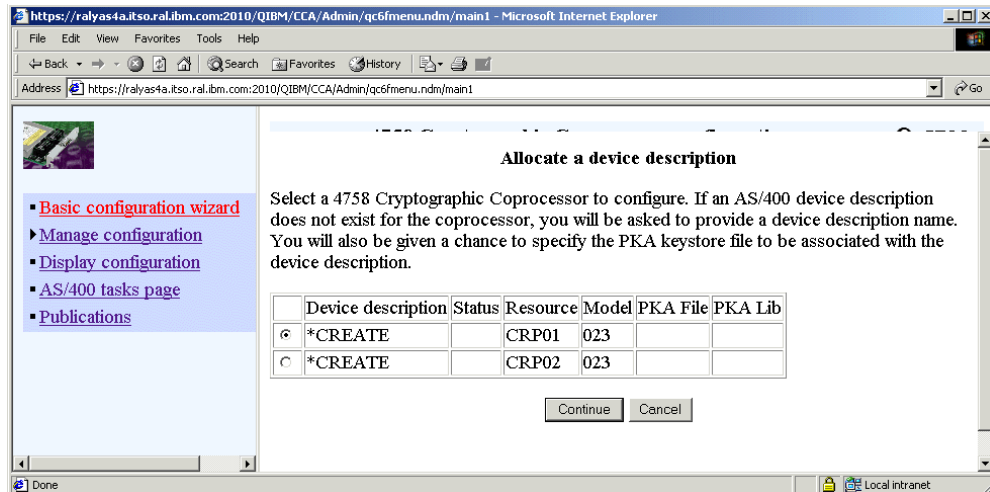 https://ralyas4a.itso.ral.ibm.com:2010/QIBM/CCA/Admin/qc6fmenu.ndm/main1 - Microsoft Internet Explorer
File Edit View Favorites Tools Help
Back Search Favorites History
Address https://ralyas4a.itso.ral.ibm.com:2010/QIBM/CCA/Admin/qc6fmenu.ndm/main1 Go
Basic configuration wizard
Manage configuration
Display configuration
AS/400 tasks page
Publications
Allocate a device description
Select a 4758 Cryptographic Coprocessor to configure. If an AS/400 device description
does not exist for the coprocessor, you will be asked to provide a device description name.
You will also be given a chance to specify the PKA keystore file to be associated with the
device description.
Device description Status Resource Model PKA File PKA Lib
*CREATE CRP01 023
*CREATE CRP02 023
Continue Cancel
Done Local intranet